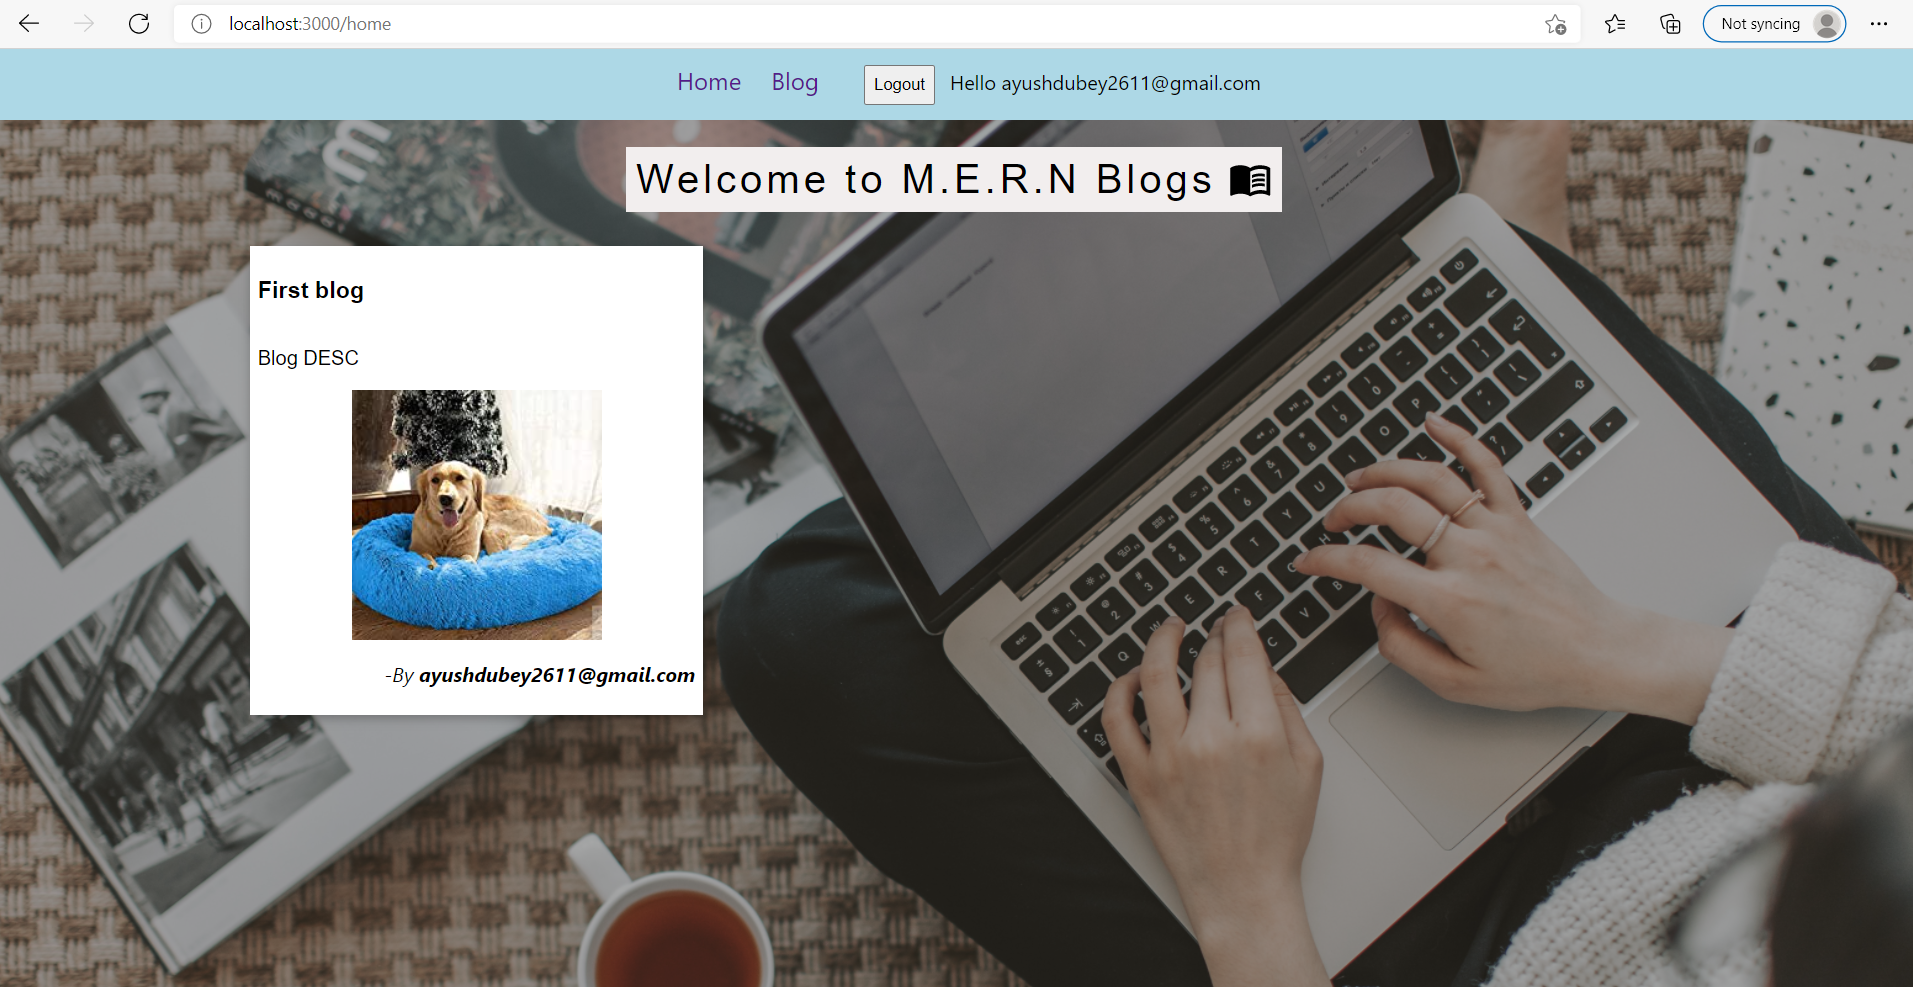 localhost:3000/home
Not syncing
Home Blog Logout Hello ayushdubey2611@gmail.com
Welcome to M.E.R.N Blogs
First blog
Blog DESC
-By ayushdubey2611@gmail.com